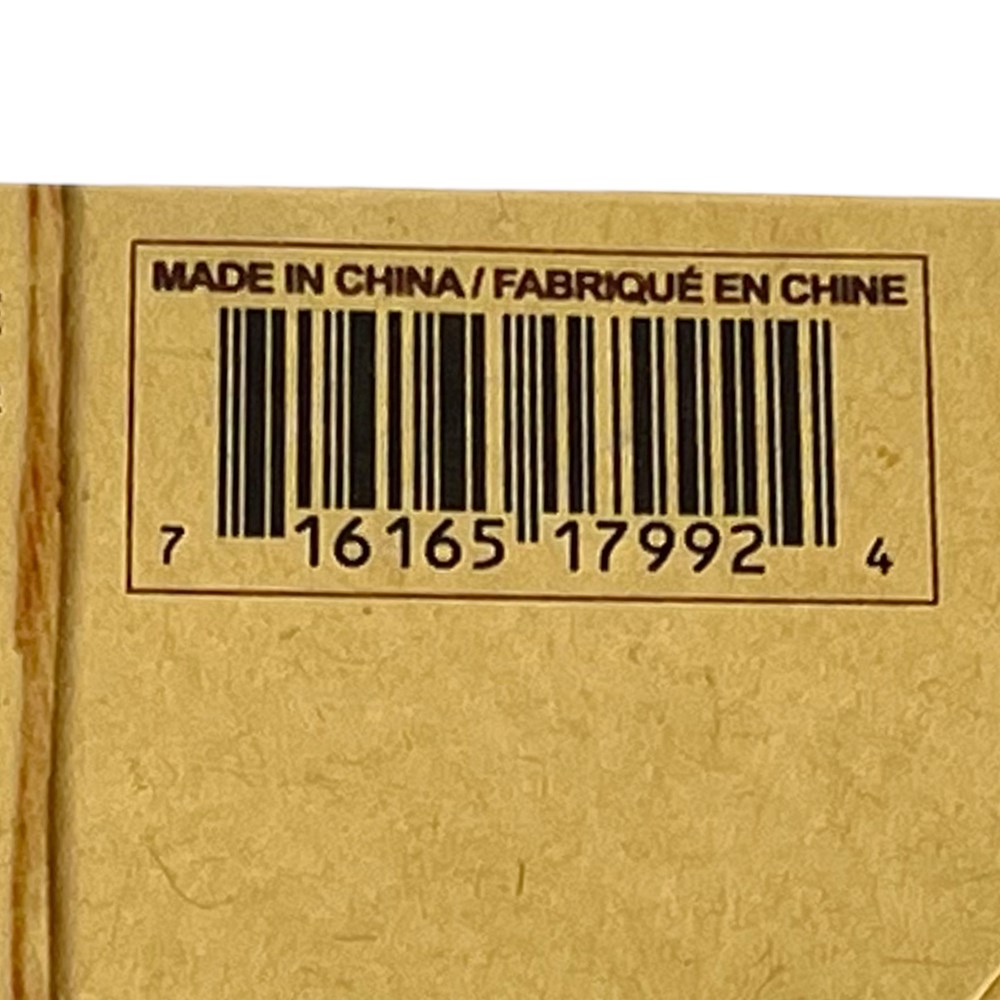 MADE IN CHINA / FABRIQUÉ EN CHINE
7 16165 17992 4